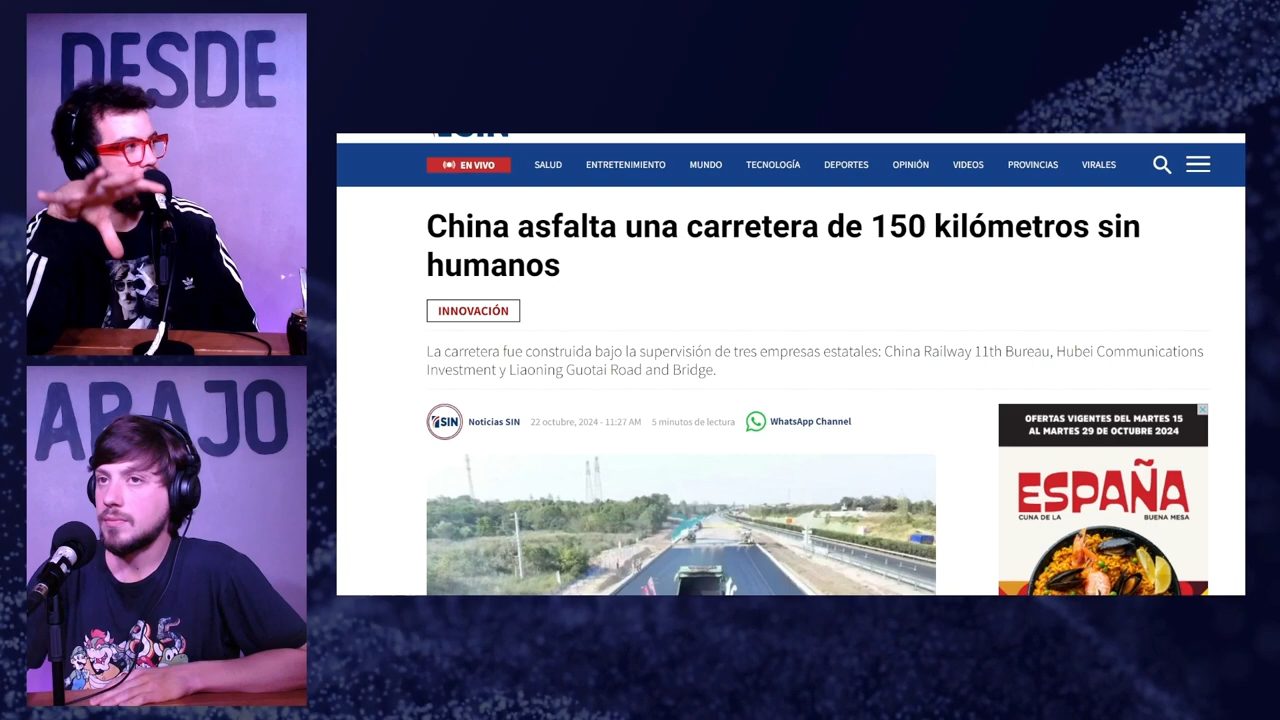 DESDE
ABAJO
SIN
EN VIVO SALUD ENTRETENIMIENTO MUNDO TECNOLOGÍA DEPORTES OPINIÓN VIDEOS PROVINCIAS VIRALES
China asfalta una carretera de 150 kilómetros sin
humanos
INNOVACIÓN
La carretera fue construida bajo la supervisión de tres empresas estatales: China Railway 11th Bureau, Hubei Communications
Investment y Liaoning Guotai Road and Bridge.
SIN Noticias SIN 22 octubre, 2024 - 11:27 AM 5 minutos de lectura WhatsApp Channel
OFERTAS VIGENTES DEL MARTES 15
AL MARTES 29 DE OCTUBRE 2024
ESPAÑA
CUNA DE LA BUENA MESA